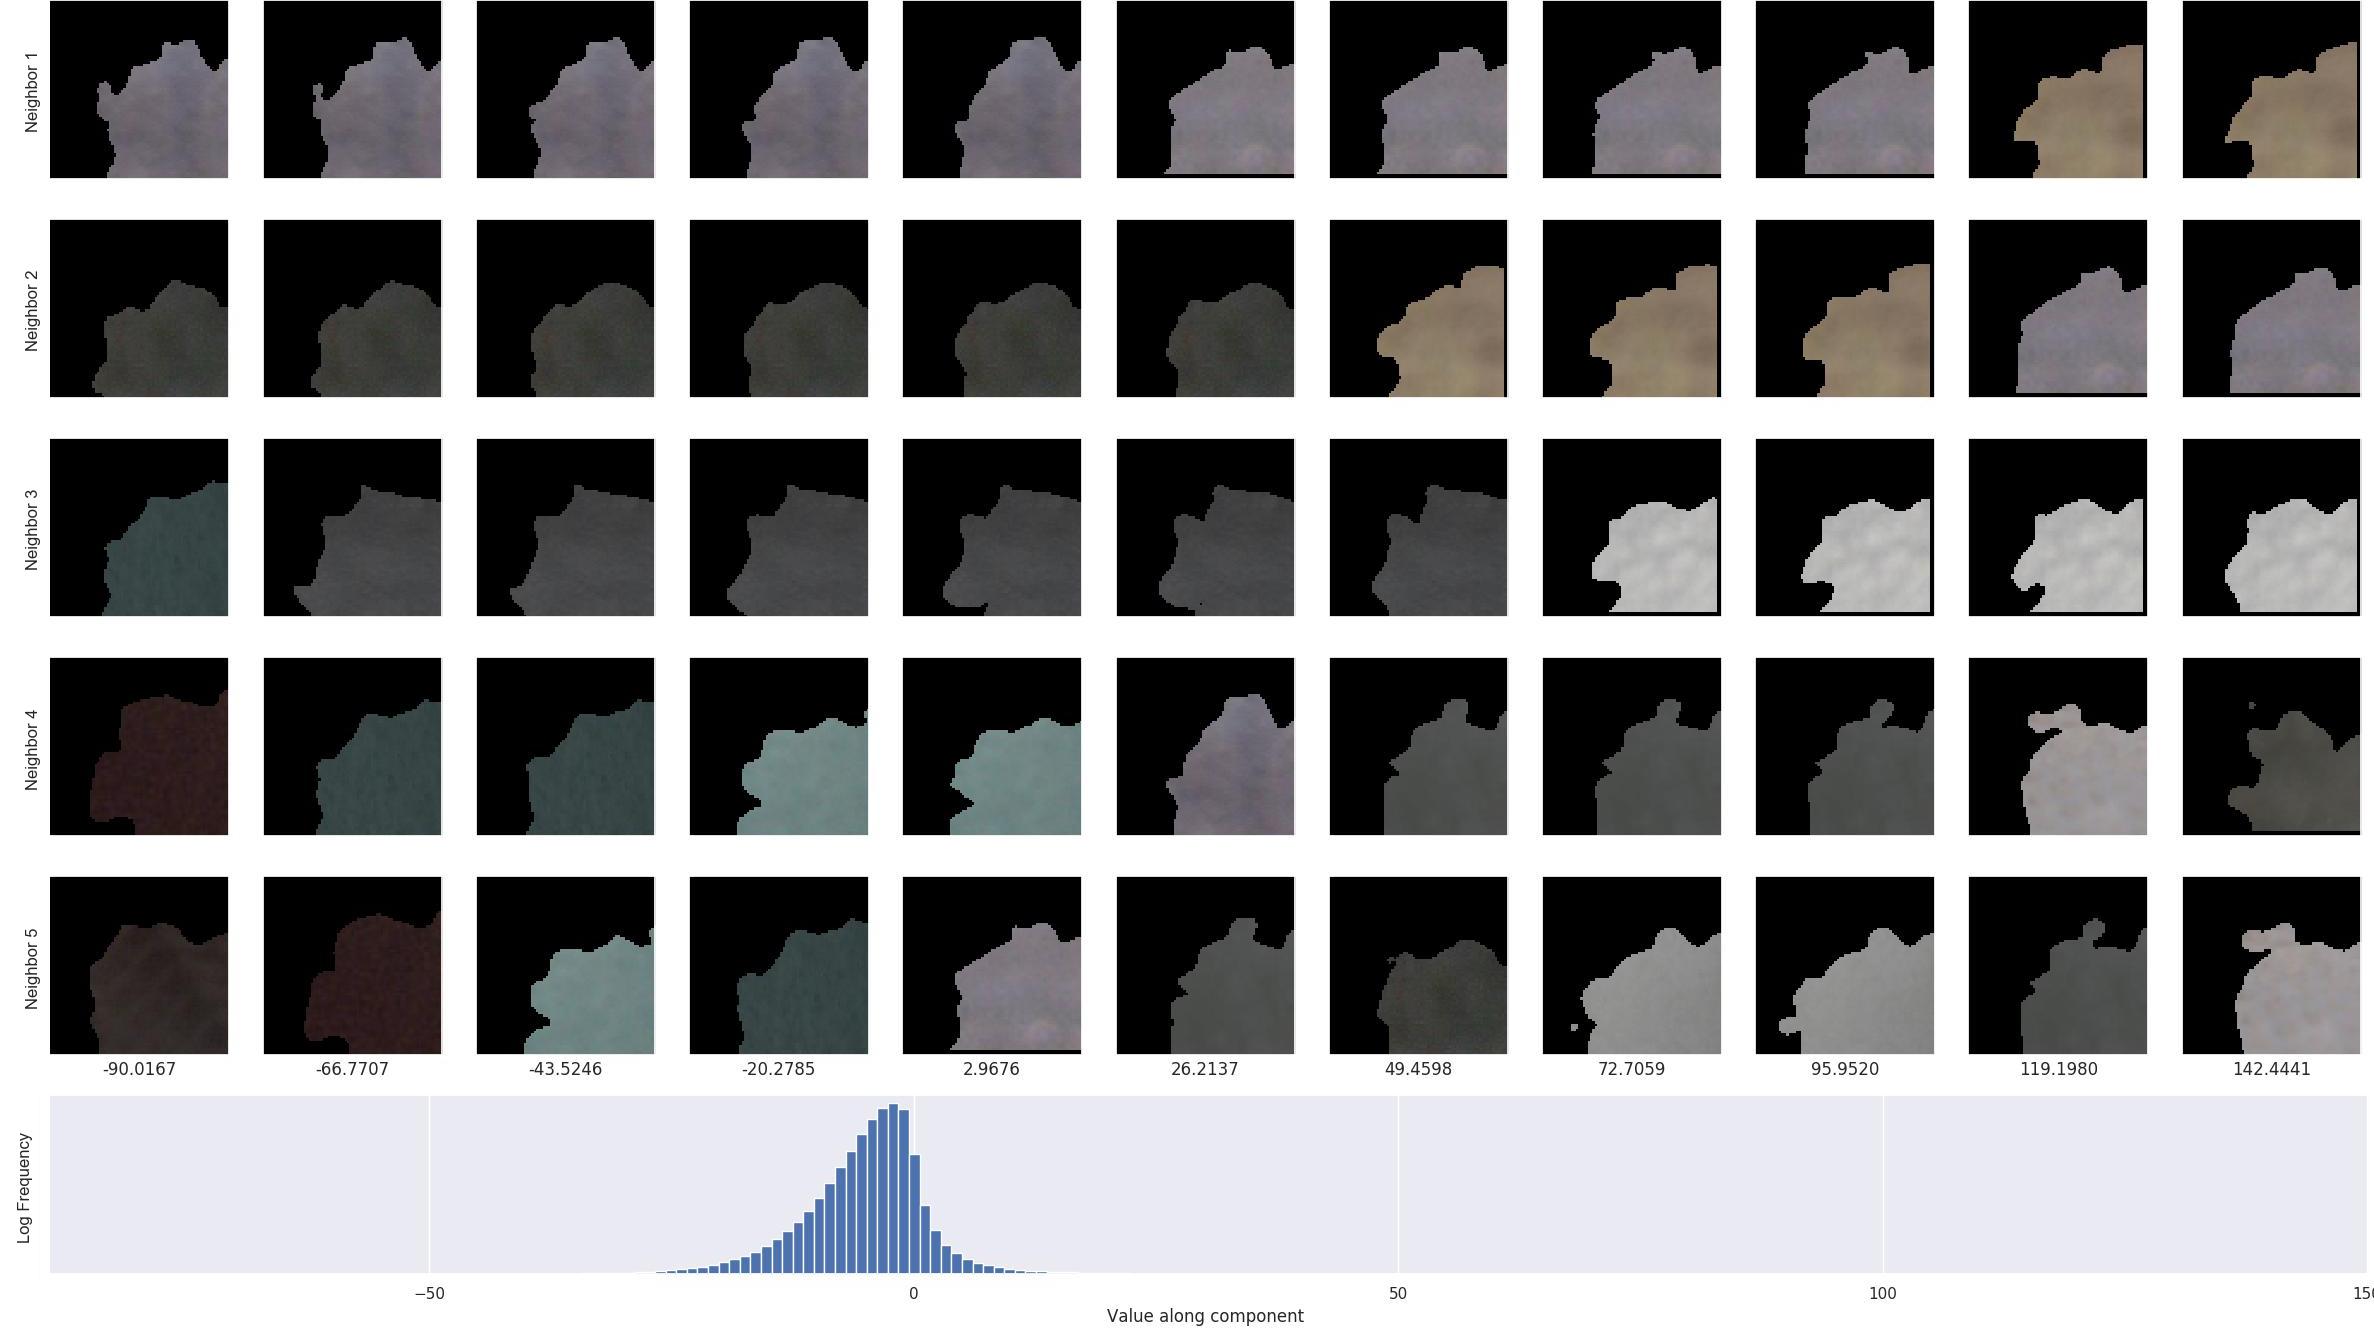 Neighbor 1
Neighbor 2
Neighbor 3
Neighbor 4
Neighbor 5
-90.0167 -66.7707 -43.5246 -20.2785 2.9676 26.2137 49.4598 72.7059 95.9520 119.1980 142.4441
Log Frequency
−50 0 50 100
Value along component